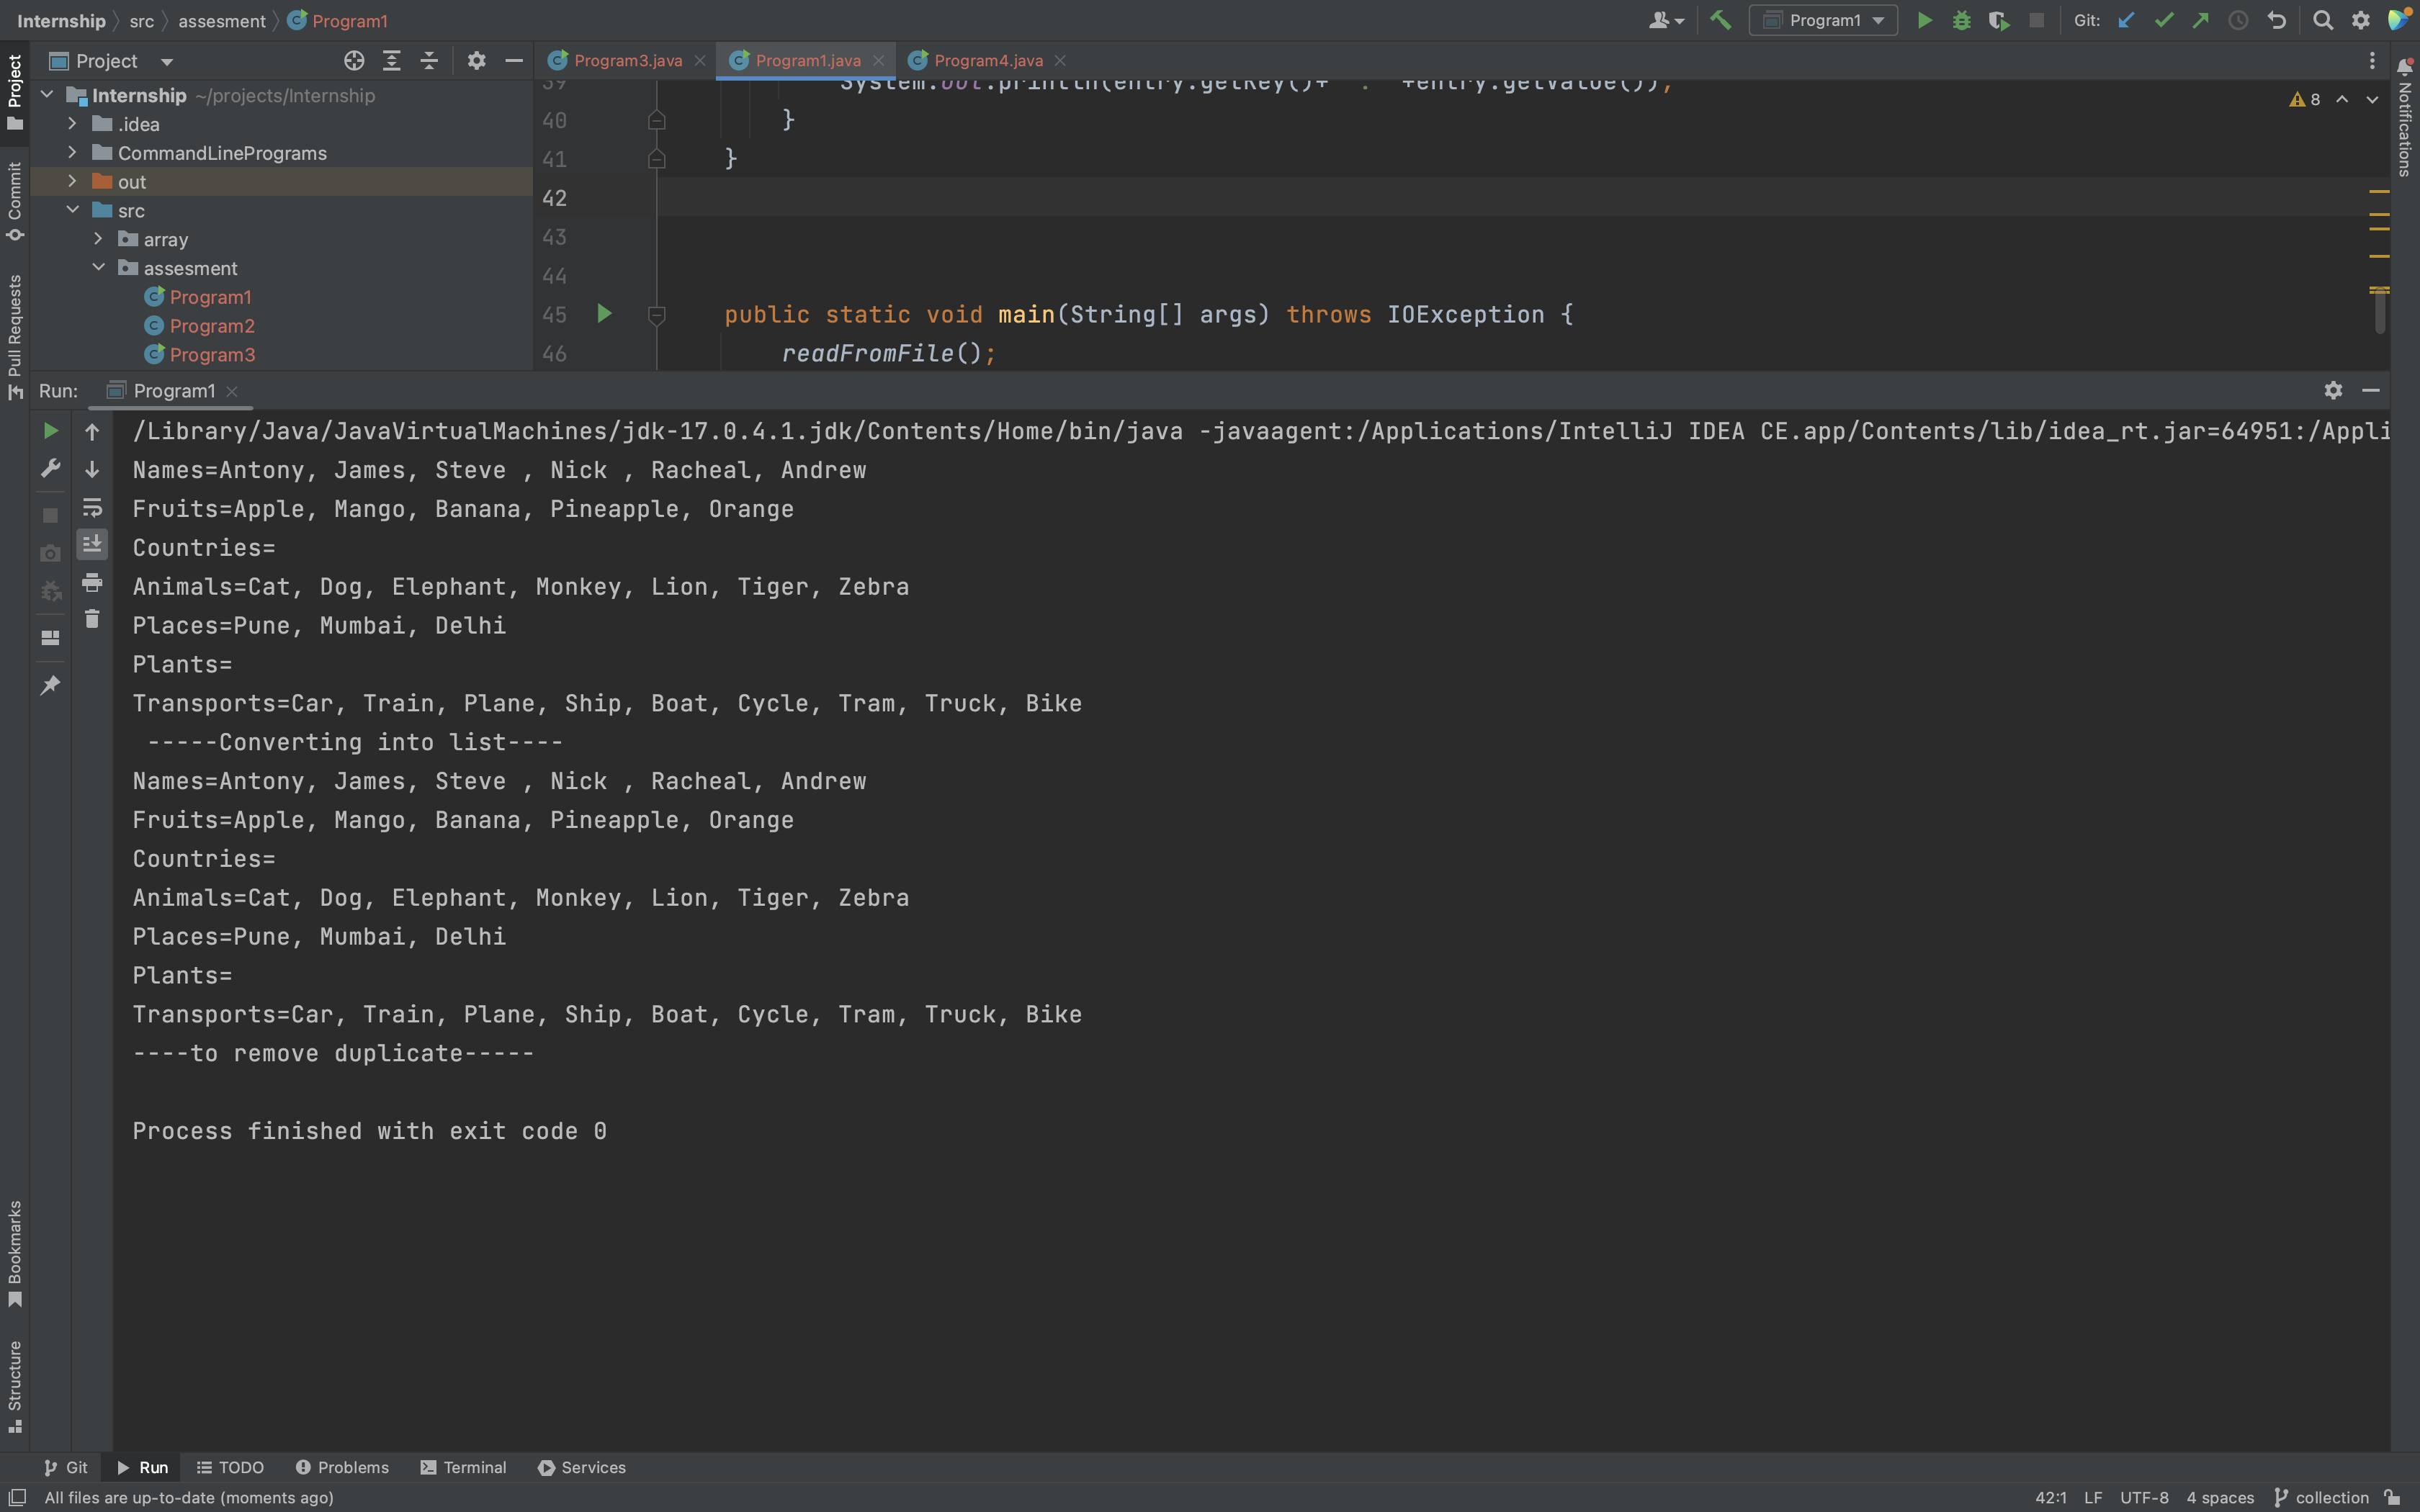 Internship src assesment Program1
Program1 Git:
Project
Program3.java Program1.java Program4.java
Internship ~/projects/Internship
.idea
CommandLinePrograms
out
src
array
assesment
Program1
Program2
Program3
39 System.out.println(entry.getKey()+ : +entry.getValue());
8
40 }
41 }
42
43
44
45 public static void main(String[] args) throws IOException {
46 readFromFile();
Project
Commit
Pull Requests
Notifications
Run: Program1
/Library/Java/JavaVirtualMachines/jdk-17.0.4.1.jdk/Contents/Home/bin/java -javaagent:/Applications/IntelliJ IDEA CE.app/Contents/lib/idea_rt.jar=64951:/Appli
Names=Antony, James, Steve , Nick , Racheal, Andrew
Fruits=Apple, Mango, Banana, Pineapple, Orange
Countries=
Animals=Cat, Dog, Elephant, Monkey, Lion, Tiger, Zebra
Places=Pune, Mumbai, Delhi
Plants=
Transports=Car, Train, Plane, Ship, Boat, Cycle, Tram, Truck, Bike
-----Converting into list----
Names=Antony, James, Steve , Nick , Racheal, Andrew
Fruits=Apple, Mango, Banana, Pineapple, Orange
Countries=
Animals=Cat, Dog, Elephant, Monkey, Lion, Tiger, Zebra
Places=Pune, Mumbai, Delhi
Plants=
Transports=Car, Train, Plane, Ship, Boat, Cycle, Tram, Truck, Bike
----to remove duplicate-----
Process finished with exit code 0
Bookmarks
Structure
Git Run TODO Problems Terminal Services
All files are up-to-date (moments ago)
42:1 LF UTF-8 4 spaces collection